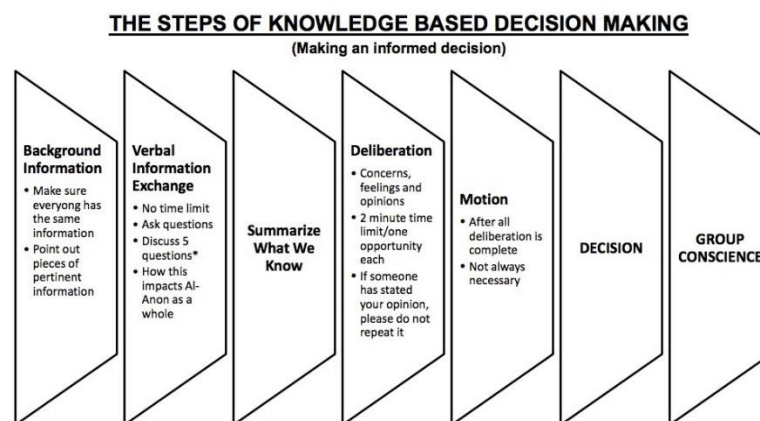 THE STEPS OF KNOWLEDGE BASED DECISION MAKING
(Making an informed decision)
Background
Information
• Make sure
everyong has
the same
information
• Point out
pieces of
pertinent
information
Verbal
Information
Exchange
• No time limit
• Ask questions
• Discuss 5
questions*
• How this
impacts Al-
Anon as a
whole
Summarize
What We
Know
Deliberation
• Concerns,
feelings and
opinions
• 2 minute time
limit/one
opportunity
each
• If someone
has stated
your opinion,
please do not
repeat it
Motion
• After all
deliberation is
complete
• Not always
necessary
DECISION
GROUP
CONSCIENCE